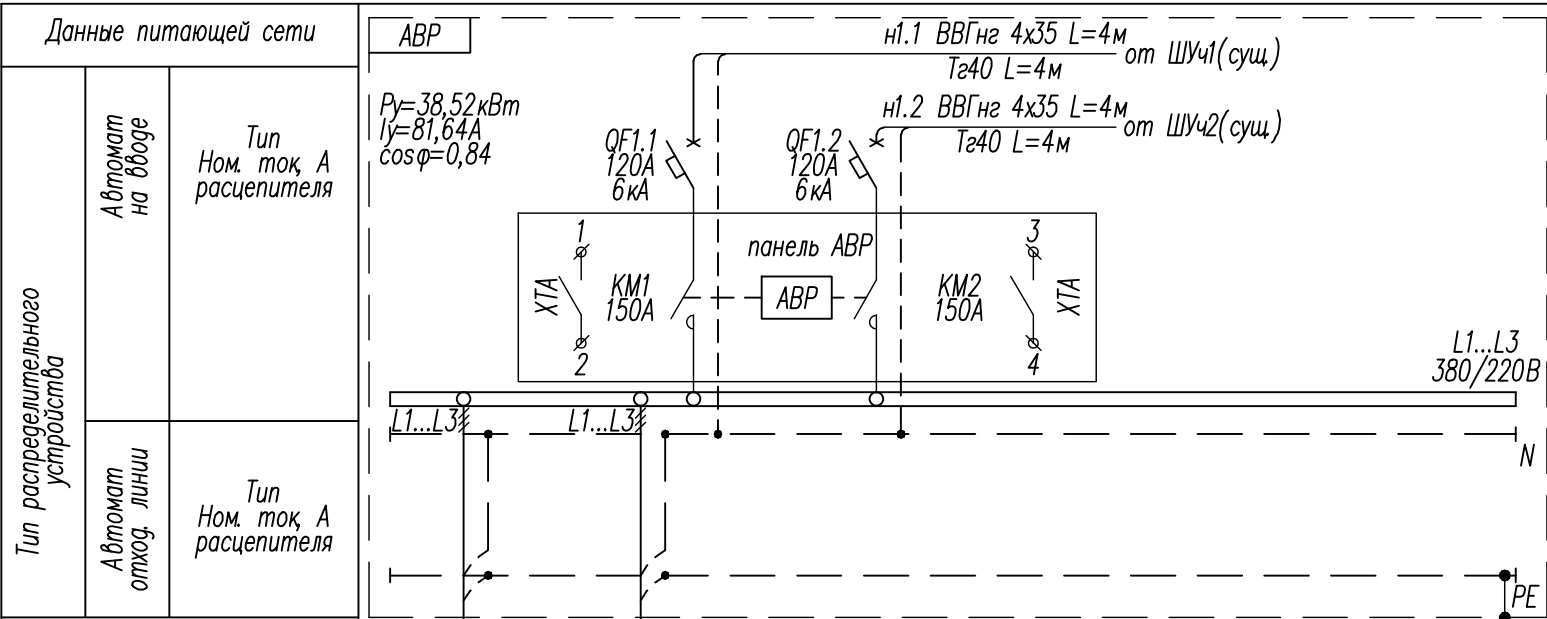 Данные питающей сети
Тип распределительного
устройства
Автомат
на вводе
Тип
Ном. ток, А
расцепителя
Автомат
отход. линии
Тип
Ном. ток, А
расцепителя
АВР
Ру=38,52кВт
Iу=81,64А
cosφ=0,84
н1.1 ВВГнг 4х35 L=4м
Тг40 L=4м
от ШУч1(сущ.)
н1.2 ВВГнг 4х35 L=4м
Тг40 L=4м
от ШУч2(сущ.)
QF1.1
120А
6кА
QF1.2
120А
6кА
панель АВР
1
ХТА
2
КМ1
150А
АВР
КМ2
150А
3
ХТА
4
L1...L3
380/220В
L1...L3
L1...L3
N
PE